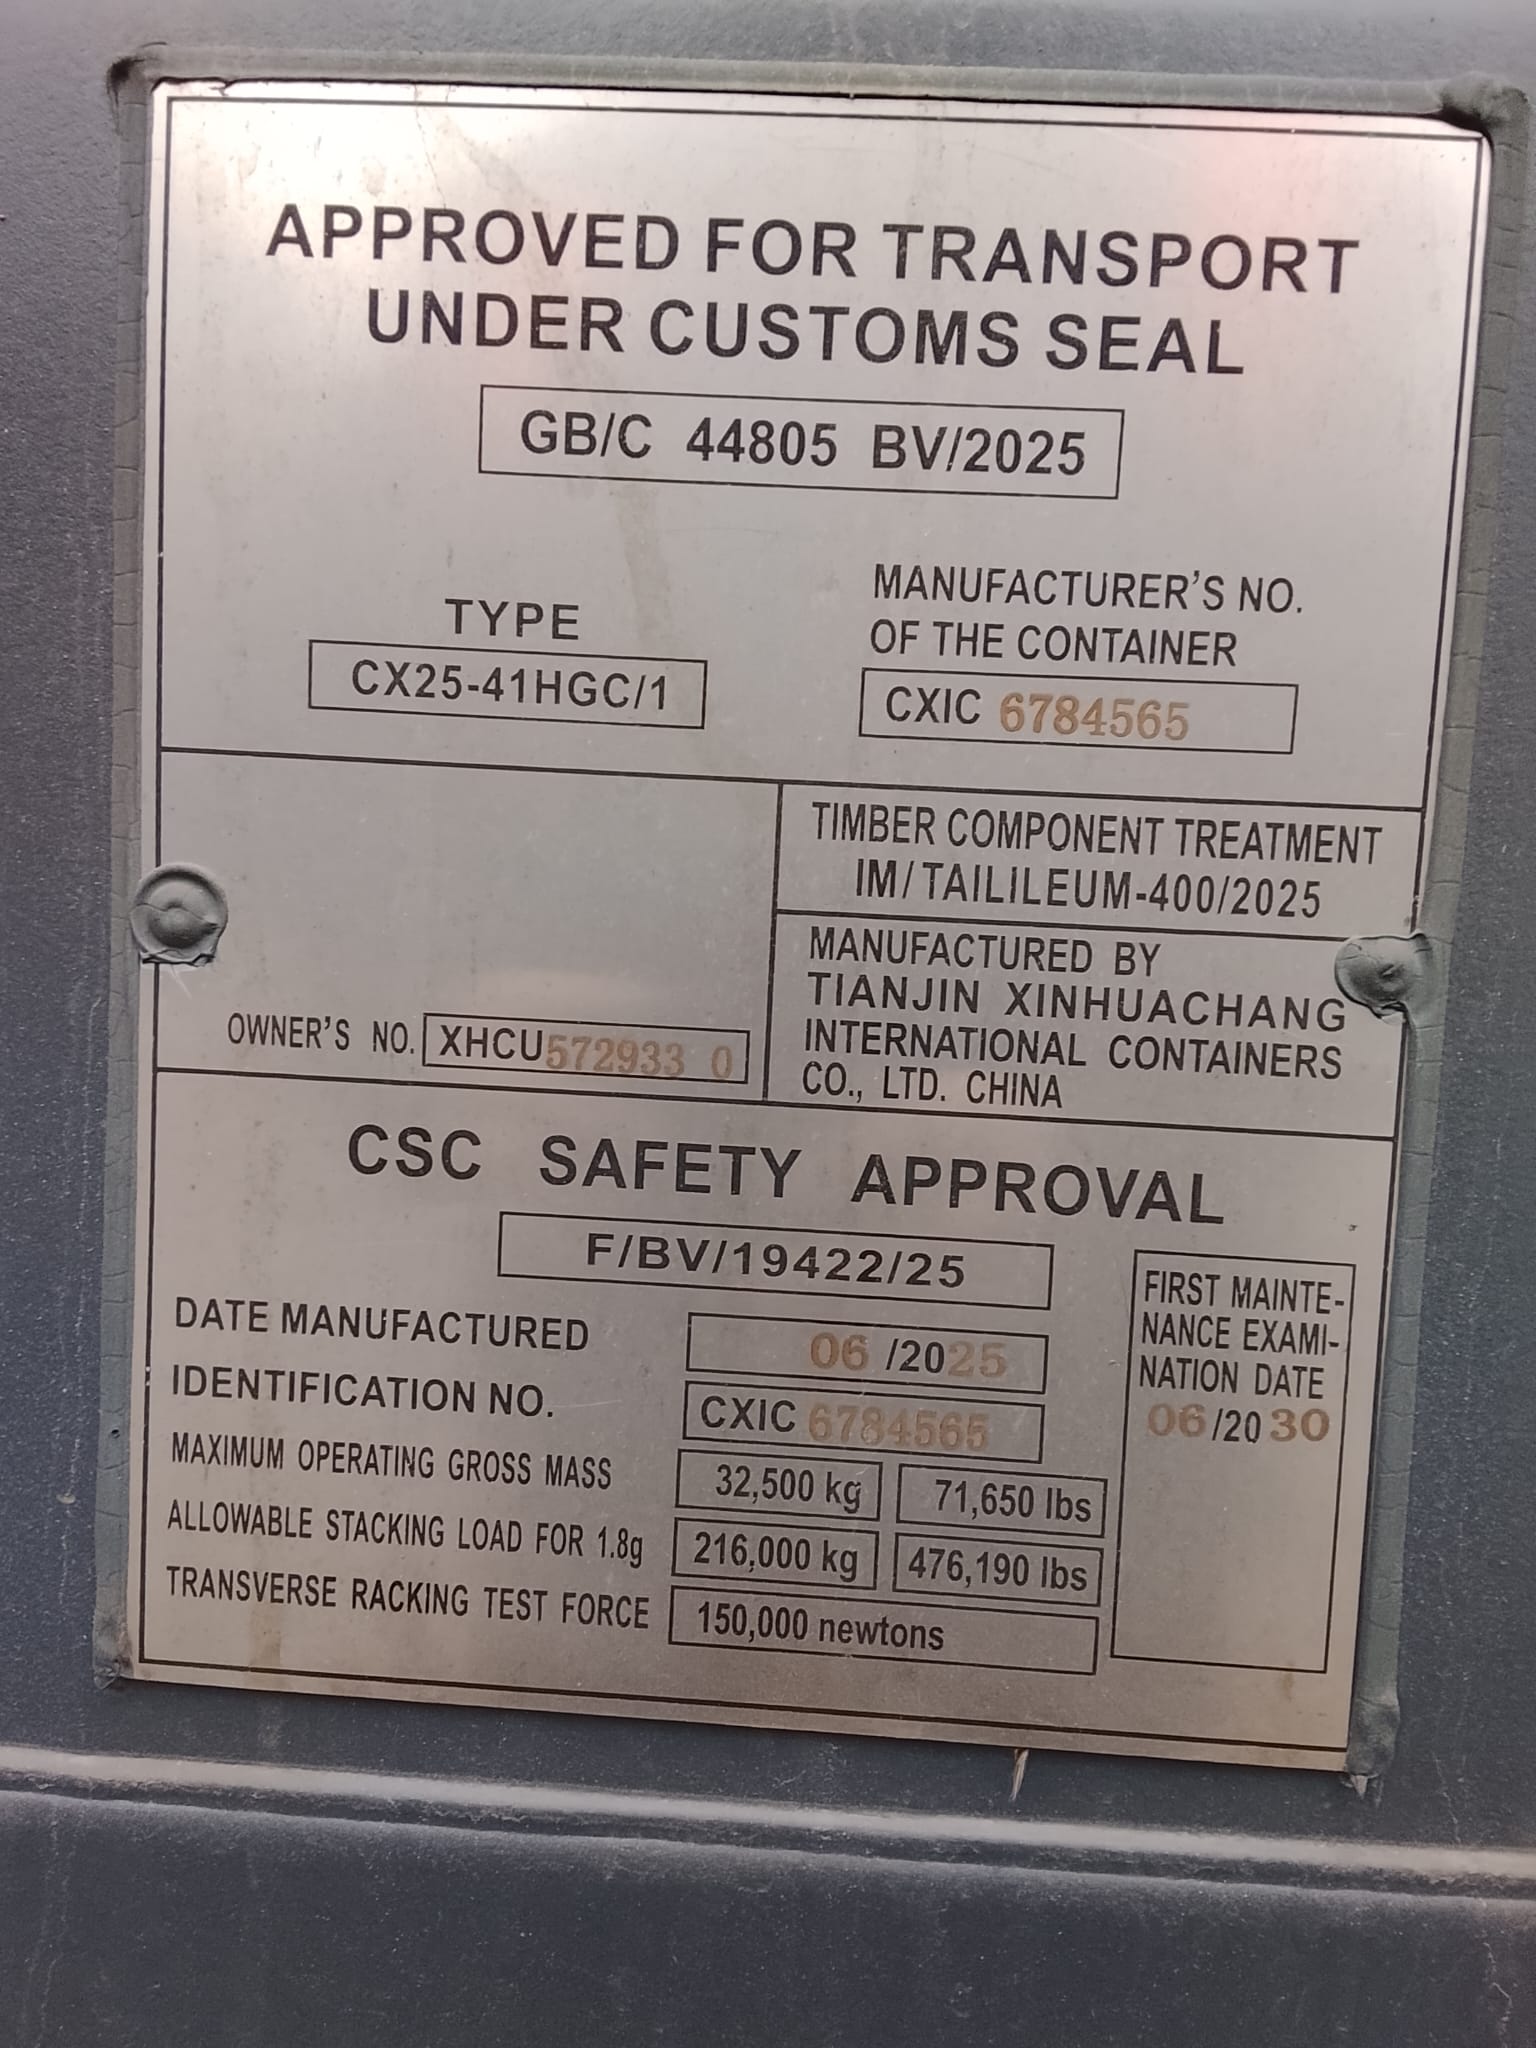 APPROVED FOR TRANSPORT
UNDER CUSTOMS SEAL
GB/C 44805 BV/2025
TYPE
CX25-41HGC/1
MANUFACTURER'S NO.
OF THE CONTAINER
CXIC 6784565
OWNER'S NO. XHCU572933 0
TIMBER COMPONENT TREATMENT
IM/TAILILEUM-400/2025
MANUFACTURED BY
TIANJIN XINHUACHANG
INTERNATIONAL CONTAINERS
CO., LTD. CHINA
CSC SAFETY APPROVAL
F/BV/19422/25
DATE MANUFACTURED 06/2025
IDENTIFICATION NO. CXIC 6784565
MAXIMUM OPERATING GROSS MASS 32,500 kg 71,650 lbs
ALLOWABLE STACKING LOAD FOR 1.8g 216,000 kg 476,190 lbs
TRANSVERSE RACKING TEST FORCE 150,000 newtons
FIRST MAINTE-
NANCE EXAMI-
NATION DATE
06/2030